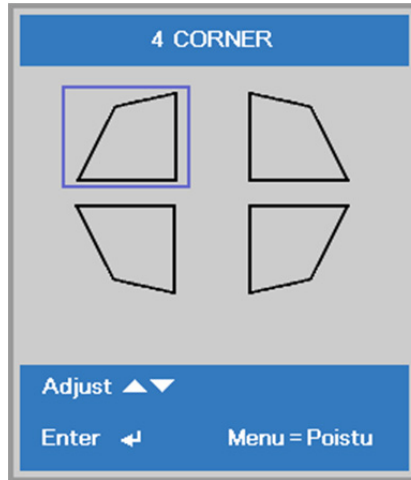 4 CORNER
Adjust ▲▼
Enter ↵
Menu = Poistu